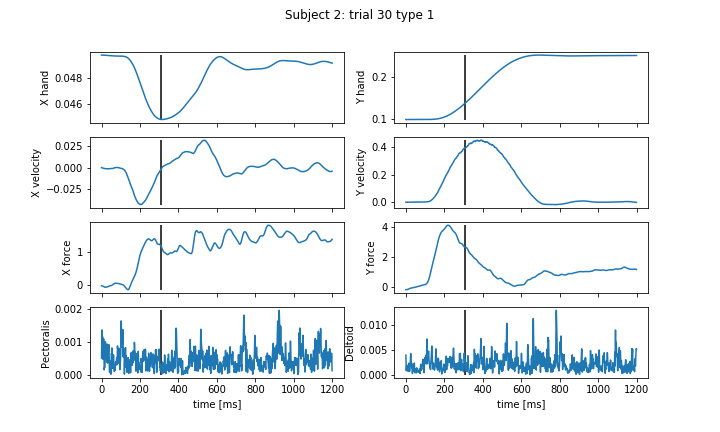 Subject 2: trial 30 type 1
X hand
0.048
0.046
Y hand
0.2
0.1
X velocity
0.025
0.000
−0.025
Y velocity
0.4
0.2
0.0
X force
1
0
Y force
4
2
0
Pectoralis
0.002
0.001
0.000
0 200 400 600 800 1000 1200
time [ms]
Deltoid
0.010
0.005
0.000
0 200 400 600 800 1000 1200
time [ms]